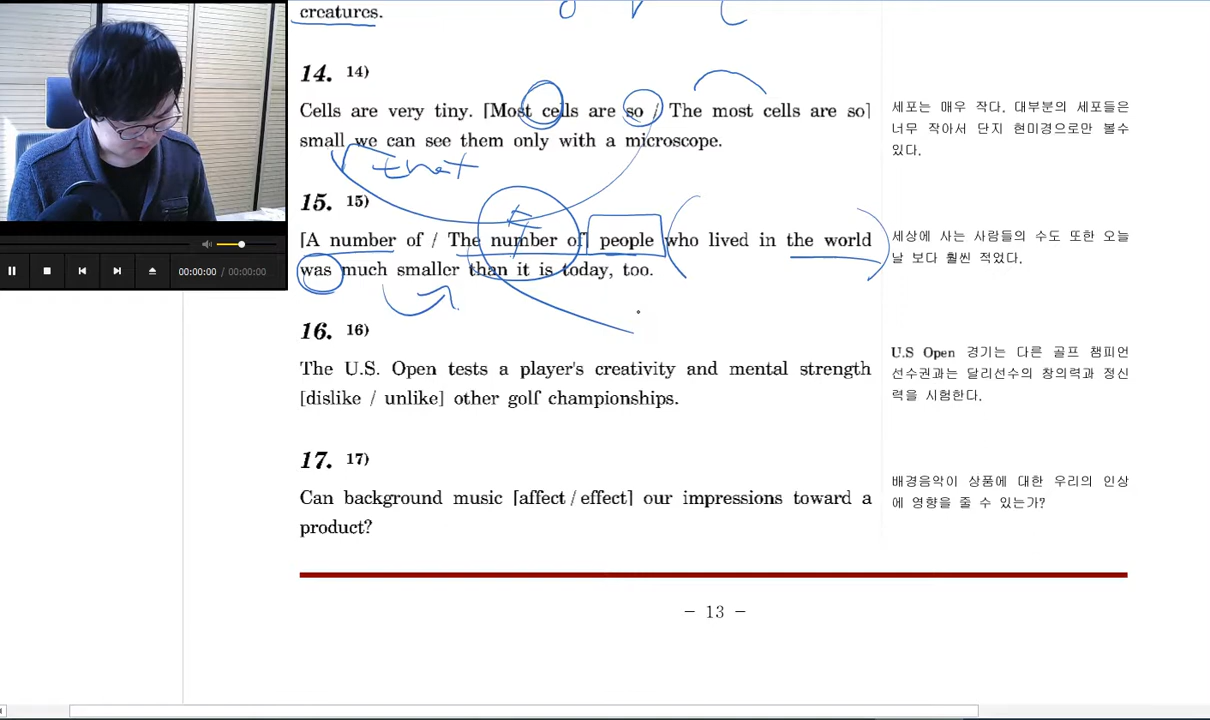 creatures.
14. 14)
Cells are very tiny. [Most cells are so / The most cells are so]
small we can see them only with a microscope.
that
세포는 매우 작다. 대부분의 세포들은
너무 작아서 단지 현미경으로만 볼수
있다.
15. 15)
[A number of / The number of] people who lived in the world
was much smaller than it is today, too.
세상에 사는 사람들의 수도 또한 오늘
날 보다 훨씬 적었다.
16. 16)
The U.S. Open tests a player's creativity and mental strength
[dislike / unlike] other golf championships.
U.S Open 경기는 다른 골프 챔피언
선수권과는 달리선수의 창의력과 정신
력을 시험한다.
17. 17)
Can background music [affect / effect] our impressions toward a
product?
배경음악이 상품에 대한 우리의 인상
에 영향을 줄 수 있는가?
- 13 -
00:00:00 / 00:00:00